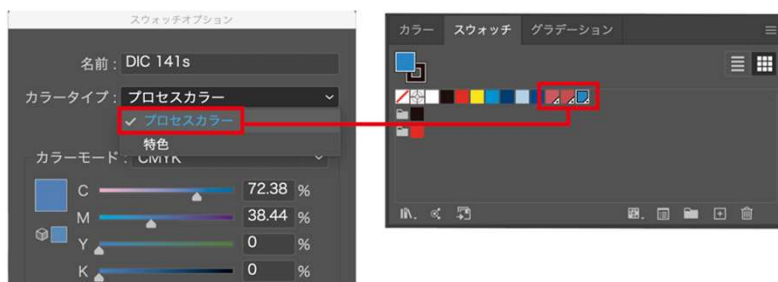 スウォッチオプション
名前 : DIC 141s
カラータイプ : プロセスカラー
プロセスカラー
特色
カラーモード : CMYK
C 72.38 %
M 38.44 %
Y 0 %
K 0 %
カラー スウォッチ グラデーション